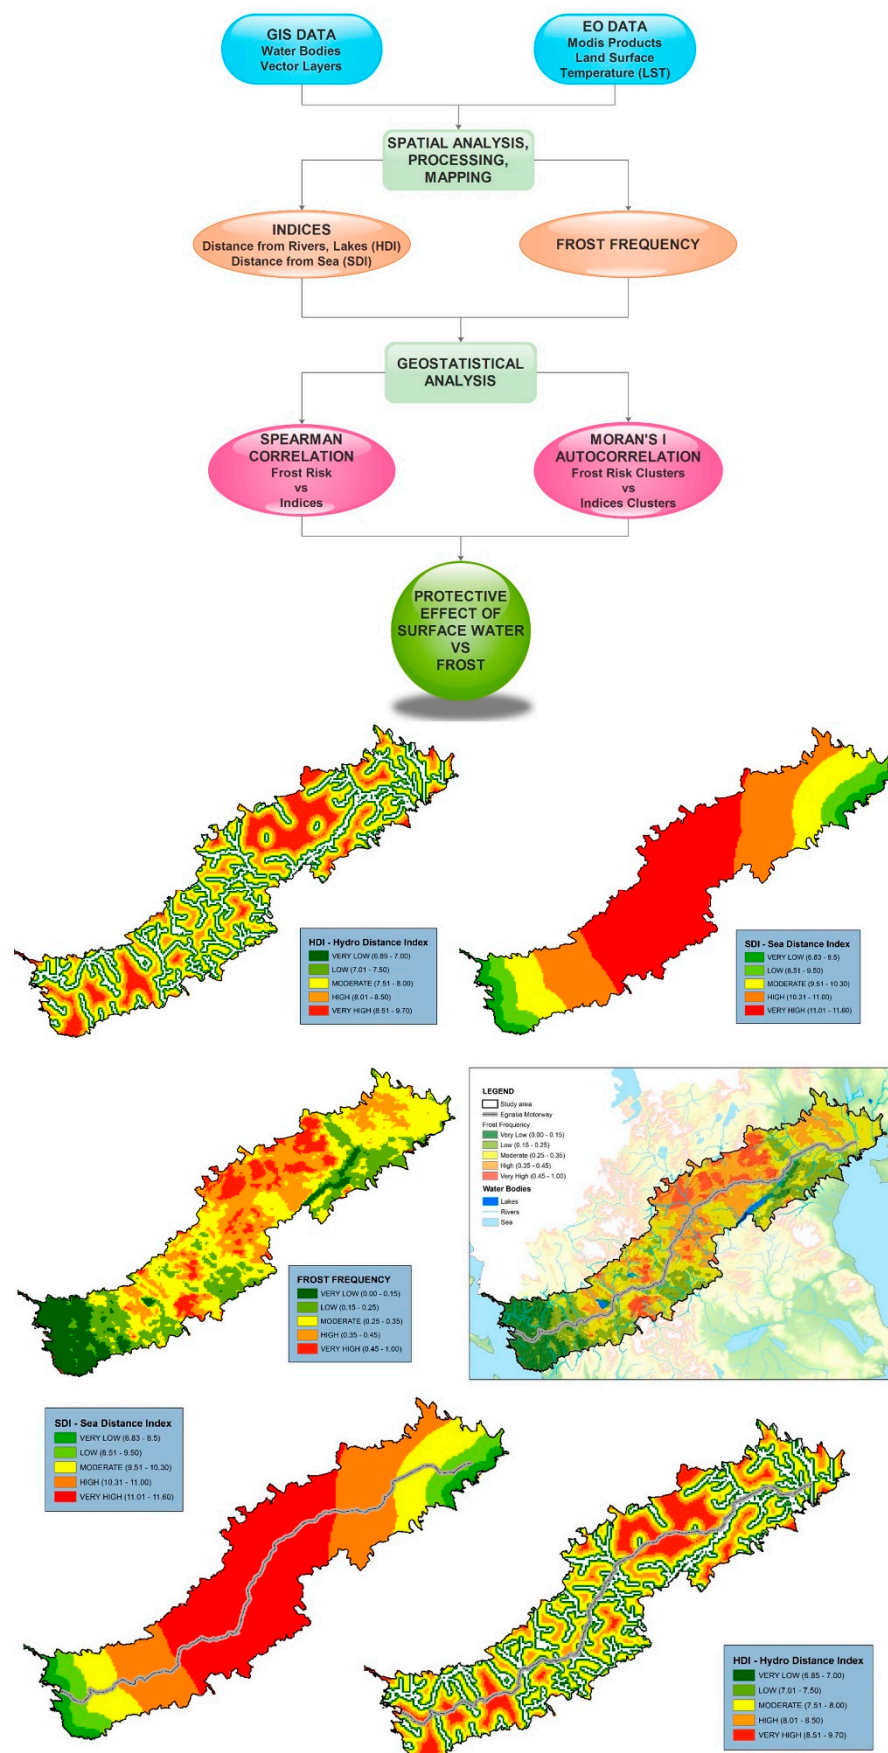 GIS DATA
Water Bodies
Vector Layers
EO DATA
Modis Products
Land Surface
Temperature (LST)
SPATIAL ANALYSIS,
PROCESSING,
MAPPING
INDICES
Distance from Rivers, Lakes (HDI)
Distance from Sea (SDI)
FROST FREQUENCY
GEOSTATISTICAL
ANALYSIS
SPEARMAN
CORRELATION
Frost Risk
vs
Indices
MORAN'S I
AUTOCORRELATION
Frost Risk Clusters
vs
Indices Clusters
PROTECTIVE
EFFECT OF
SURFACE WATER
VS
FROST
HDI - Hydro Distance Index
VERY LOW (6.85 - 7.00)
LOW (7.01 - 7.50)
MODERATE (7.51 - 8.00)
HIGH (8.01 - 8.50)
VERY HIGH (8.51 - 9.70)
SDI - Sea Distance Index
VERY LOW (6.83 - 8.5)
LOW (8.51 - 9.50)
MODERATE (9.51 - 10.30)
HIGH (10.31 - 11.00)
VERY HIGH (11.01 - 11.60)
FROST FREQUENCY
VERY LOW (0.00 - 0.15)
LOW (0.15 - 0.25)
MODERATE (0.25 - 0.35)
HIGH (0.35 - 0.45)
VERY HIGH (0.45 - 1.00)
LEGEND
Study area
Egnatia Motorway
Frost Frequency
Very Low (0.00 - 0.15)
Low (0.15 - 0.25)
Moderate (0.25 - 0.35)
High (0.35 - 0.45)
Very High (0.45 - 1.00)
Water Bodies
Lakes
Rivers
Sea
SDI - Sea Distance Index
VERY LOW (6.83 - 8.5)
LOW (8.51 - 9.50)
MODERATE (9.51 - 10.30)
HIGH (10.31 - 11.00)
VERY HIGH (11.01 - 11.60)
HDI - Hydro Distance Index
VERY LOW (6.85 - 7.00)
LOW (7.01 - 7.50)
MODERATE (7.51 - 8.00)
HIGH (8.01 - 8.50)
VERY HIGH (8.51 - 9.70)